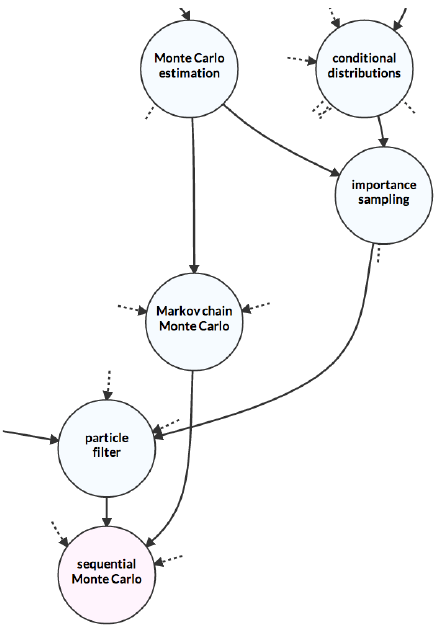 Monte Carlo
estimation
conditional
distributions
importance
sampling
Markov chain
Monte Carlo
particle
filter
sequential
Monte Carlo